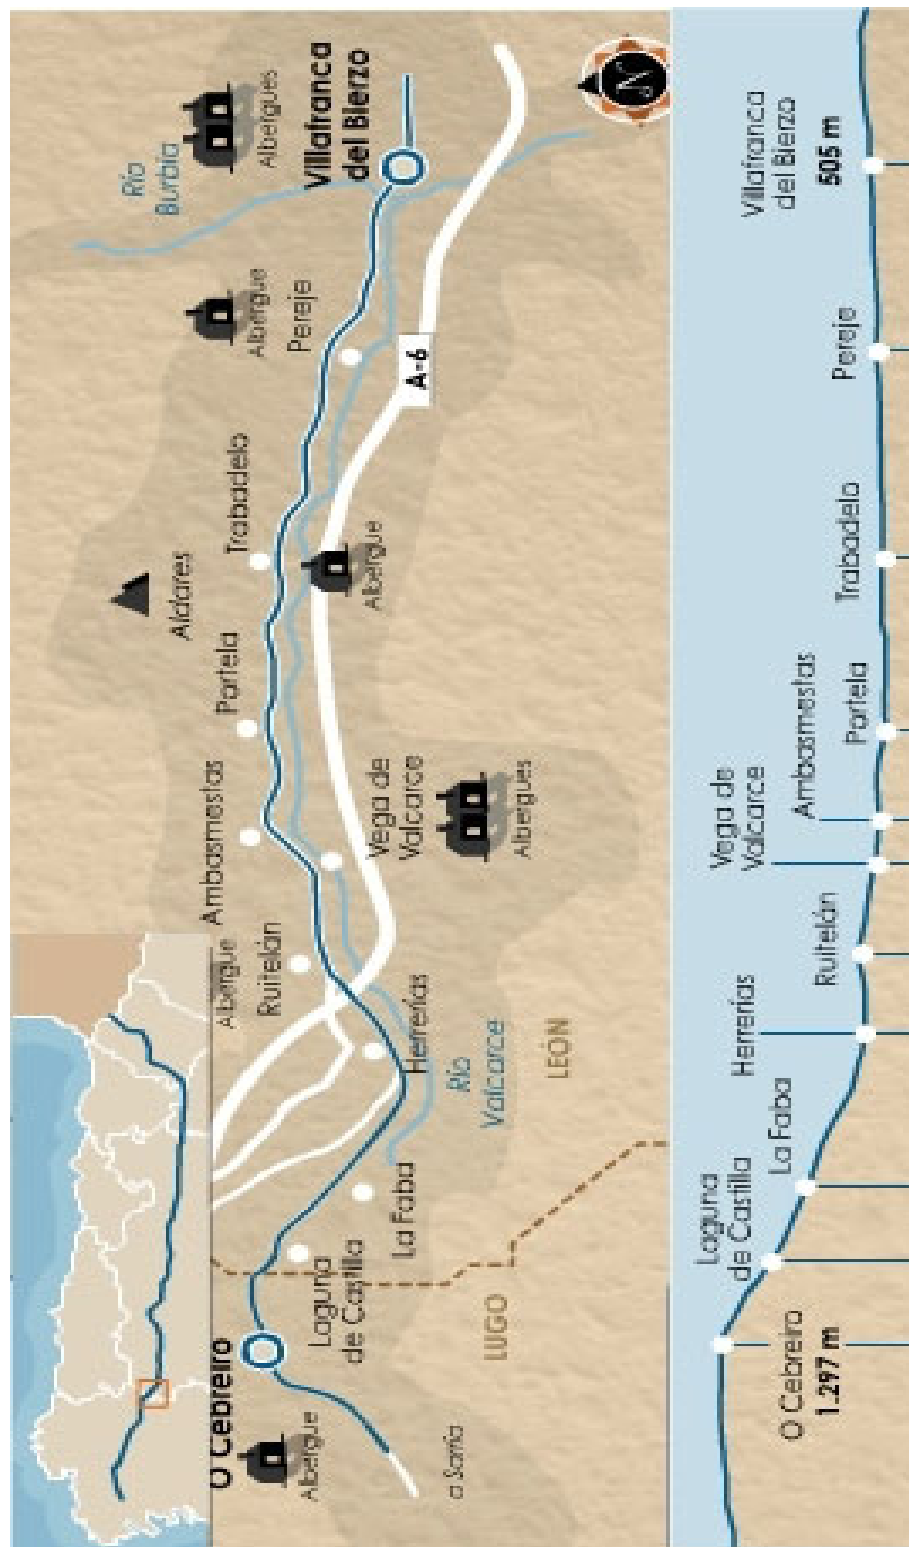 O Cebreiro
Albergue
a Sarria
Laguna
de Castilla
LUGO
La Faba
LEÓN
Río
Valcarce
Herrerías
Albergue
Ruitelán
Ambasmestas
Vega de
Valcarce
Albergues
Portela
Aldares
Trabadelo
Albergue
A-6
Albergue
Pereje
Río
Burbia
Albergues
Villafranca
del Bierzo
N
O Cebreiro
1.297 m
Laguna
de Castilla
La Faba
Herrerías
Ruitelán
Vega de
Valcarce
Ambasmestas
Portela
Trabadelo
Pereje
Villafranca
del Bierzo
505 m